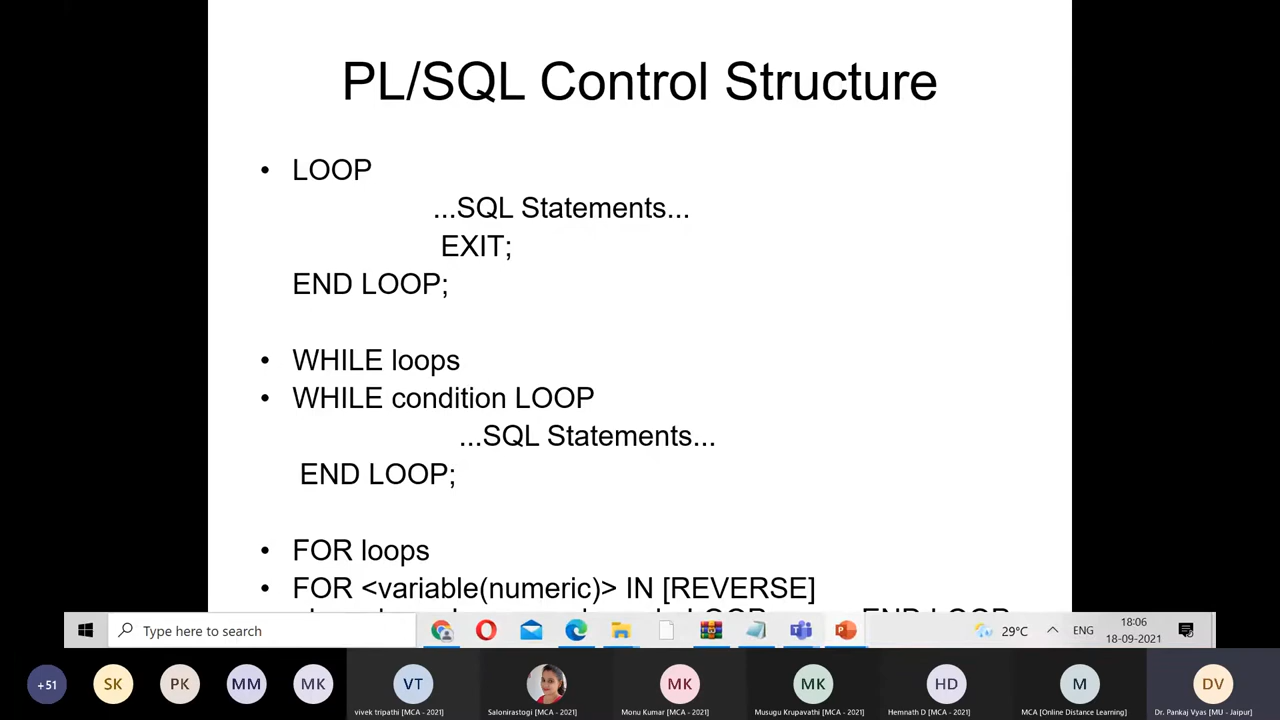 PL/SQL Control Structure
• LOOP
...SQL Statements...
EXIT;
END LOOP;
• WHILE loops
• WHILE condition LOOP
...SQL Statements...
END LOOP;
• FOR loops
• FOR <variable(numeric)> IN [REVERSE]
LOOP END LOOP
Type here to search
29°C
ENG
18:06
18-09-2021
+51
SK
PK
MM
MK
VT
MK
MK
HD
M
DV
vivek tripathi [MCA - 2021]
Salonirastogi [MCA - 2021]
Monu Kumar [MCA - 2021]
Musugu Krupavathi [MCA - 2021]
Hemnath D [MCA - 2021]
MCA [Online Distance Learning]
Dr. Pankaj Vyas [MU - Jaipur]